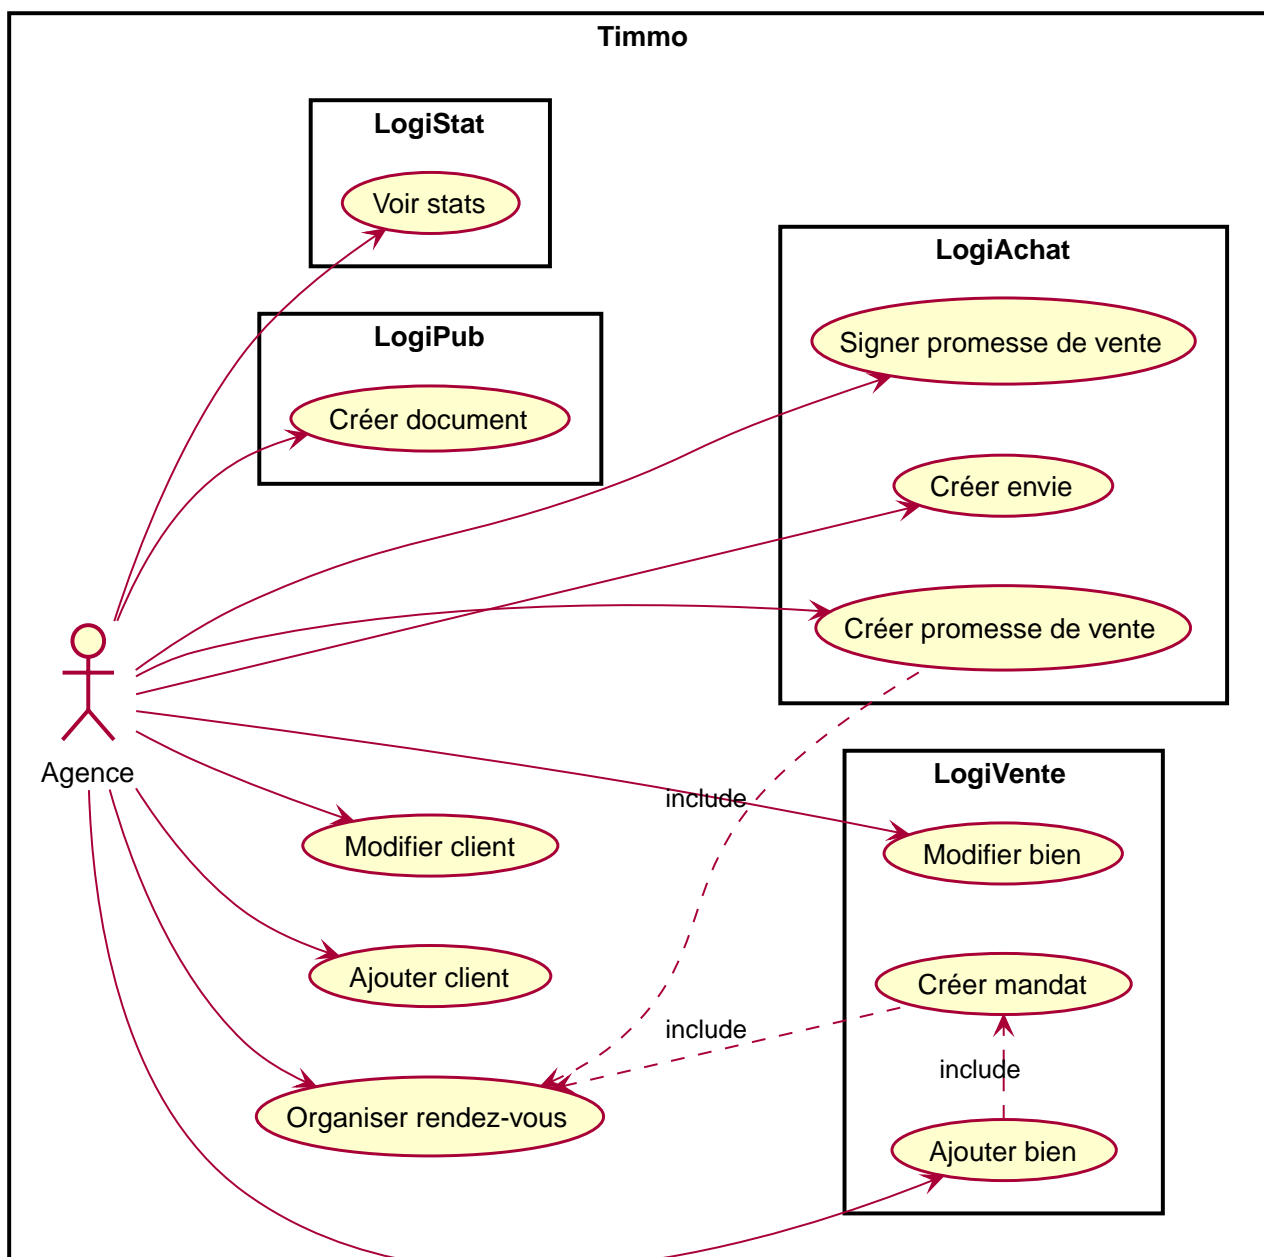 Timmo
LogiStat
Voir stats
LogiAchat
LogiPub
Signer promesse de vente
Créer document
Créer envie
Créer promesse de vente
Agence
LogiVente
include
Modifier client
Modifier bien
Ajouter client
Créer mandat
include
include
Organiser rendez-vous
Ajouter bien